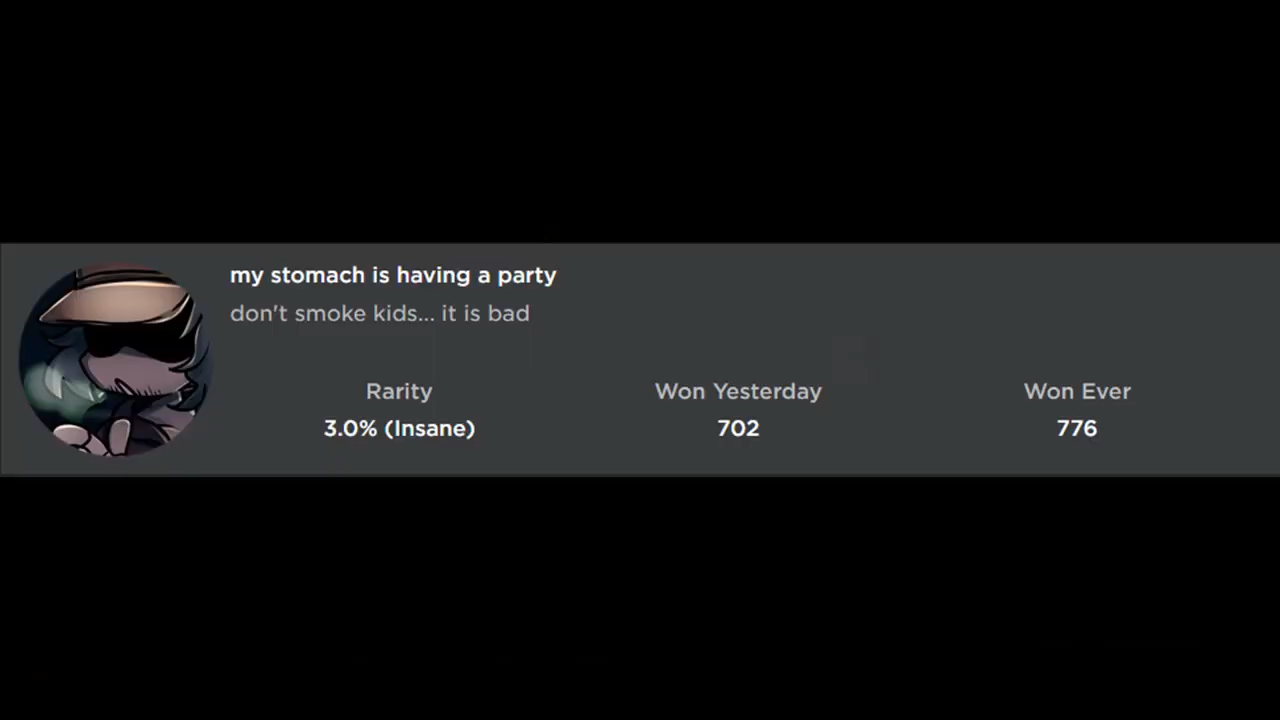 my stomach is having a party
don't smoke kids... it is bad
Rarity Won Yesterday Won Ever
3.0% (Insane) 702 776